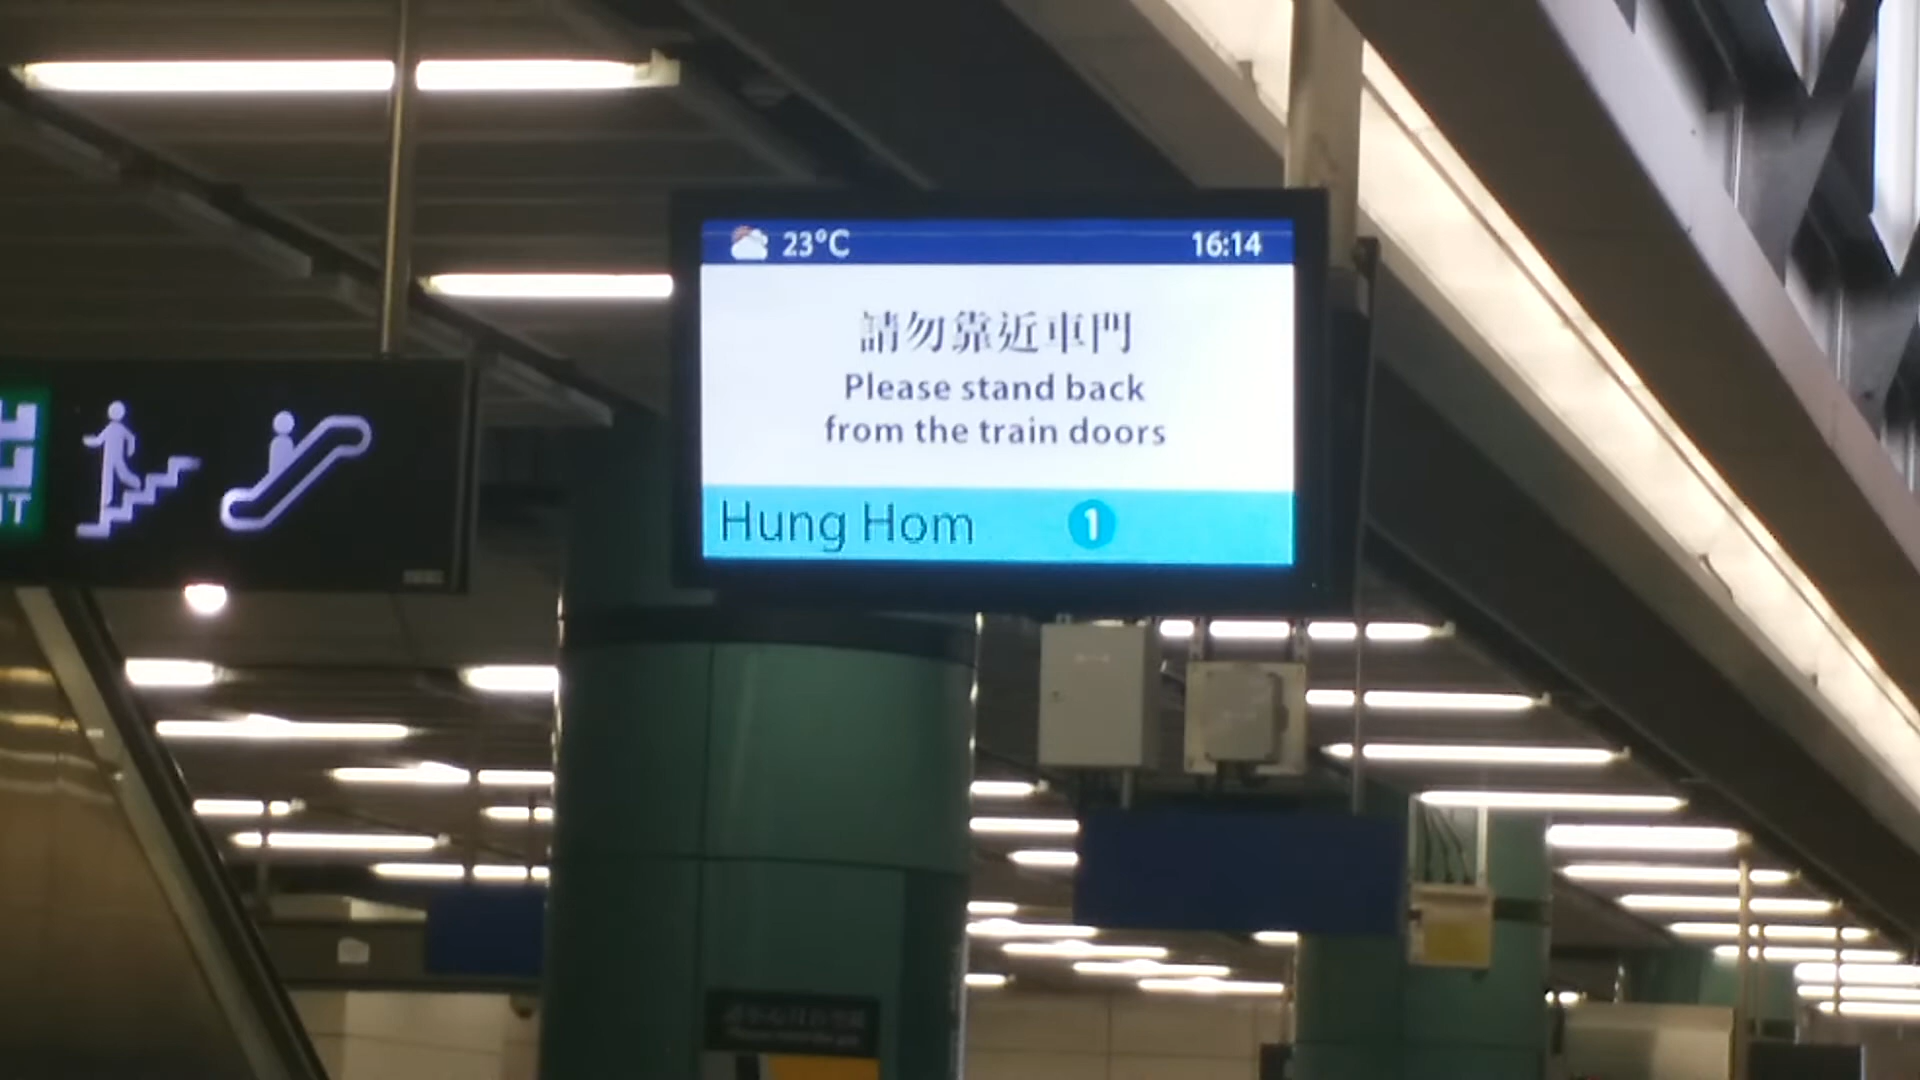 23°C
16:14
請勿靠近車門
Please stand back
from the train doors
Hung Hom
1